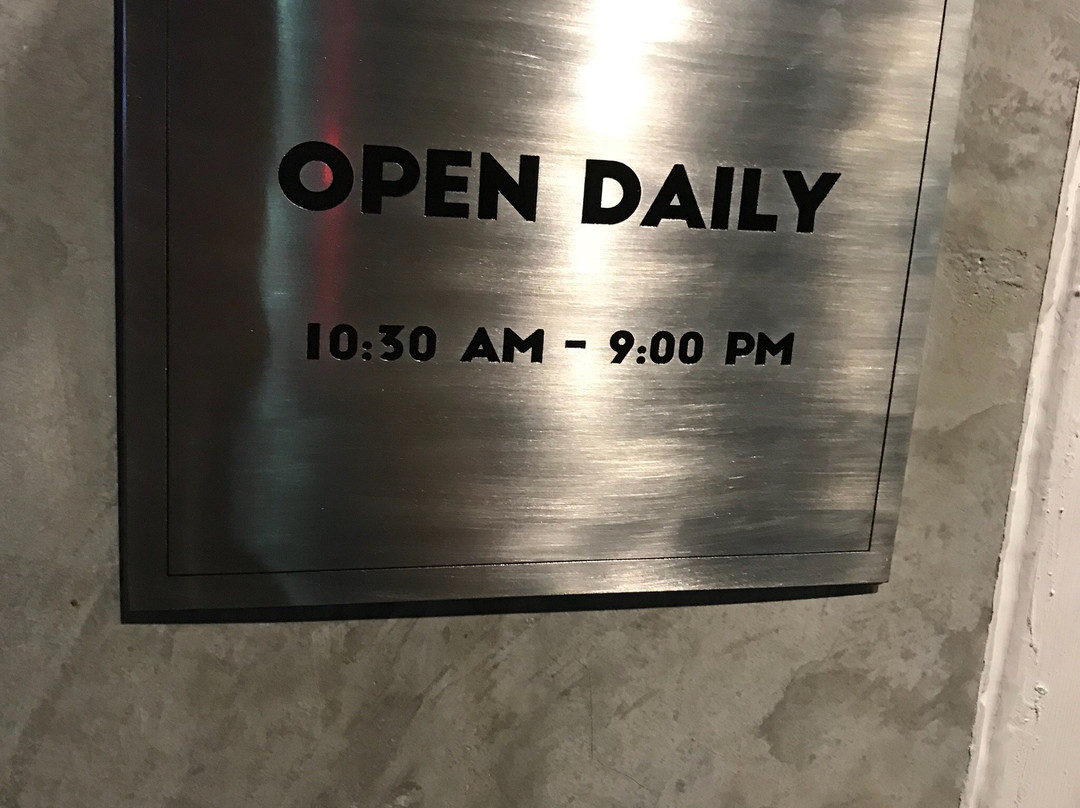 OPEN DAILY
10:30 AM - 9:00 PM